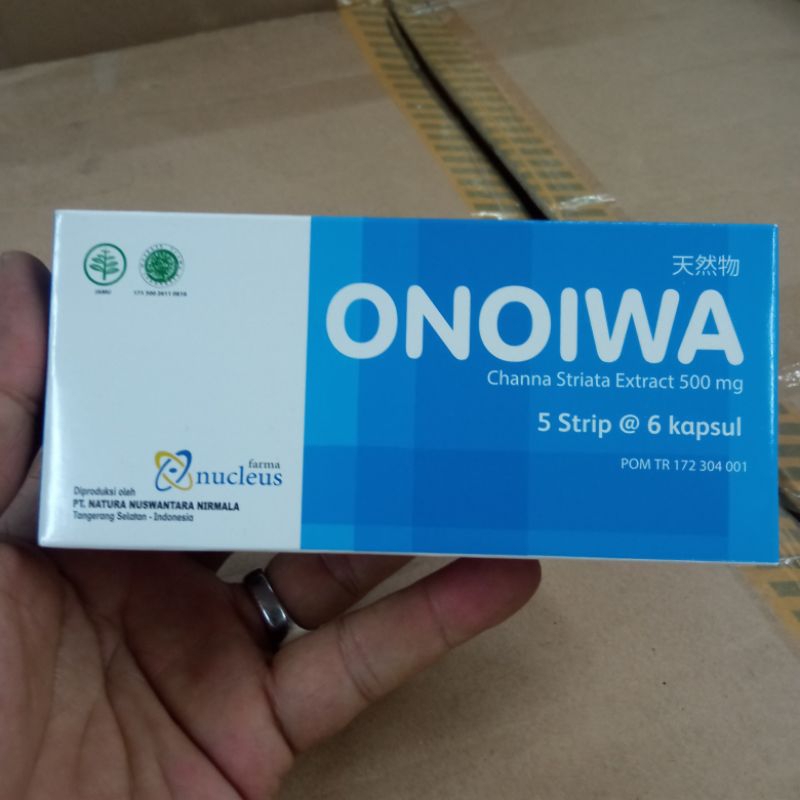 JAMU
天然物
ONOIWA
Channa Striata Extract 500 mg
5 Strip @ 6 kapsul
POM TR 172 304 001
farma
nucleus
Diproduksi oleh
PT. NATURA NUSWANTARA NIRMALA
Tangerang Selatan - Indonesia